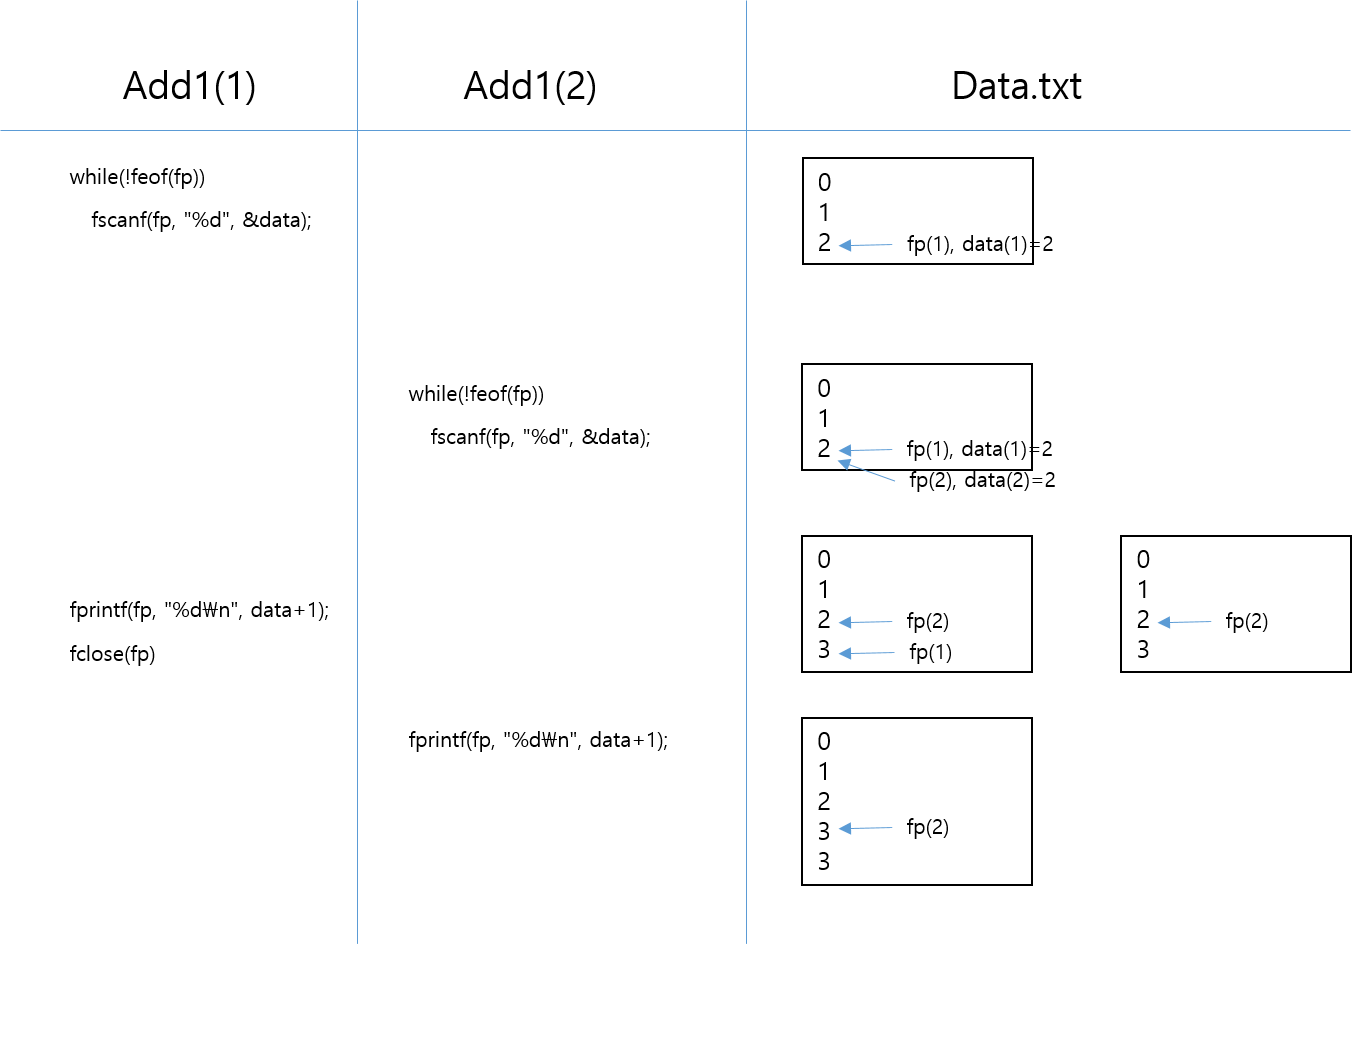 Add1(1)
Add1(2)
Data.txt
while(!feof(fp))
fscanf(fp, "%d", &data);
0
1
2
fp(1), data(1)=2
while(!feof(fp))
fscanf(fp, "%d", &data);
0
1
2
fp(1), data(1)=2
fp(2), data(2)=2
fprintf(fp, "%d₩n", data+1);
fclose(fp)
0
1
2
fp(2)
3
fp(1)
0
1
2
fp(2)
3
fprintf(fp, "%d₩n", data+1);
0
1
2
3
fp(2)
3